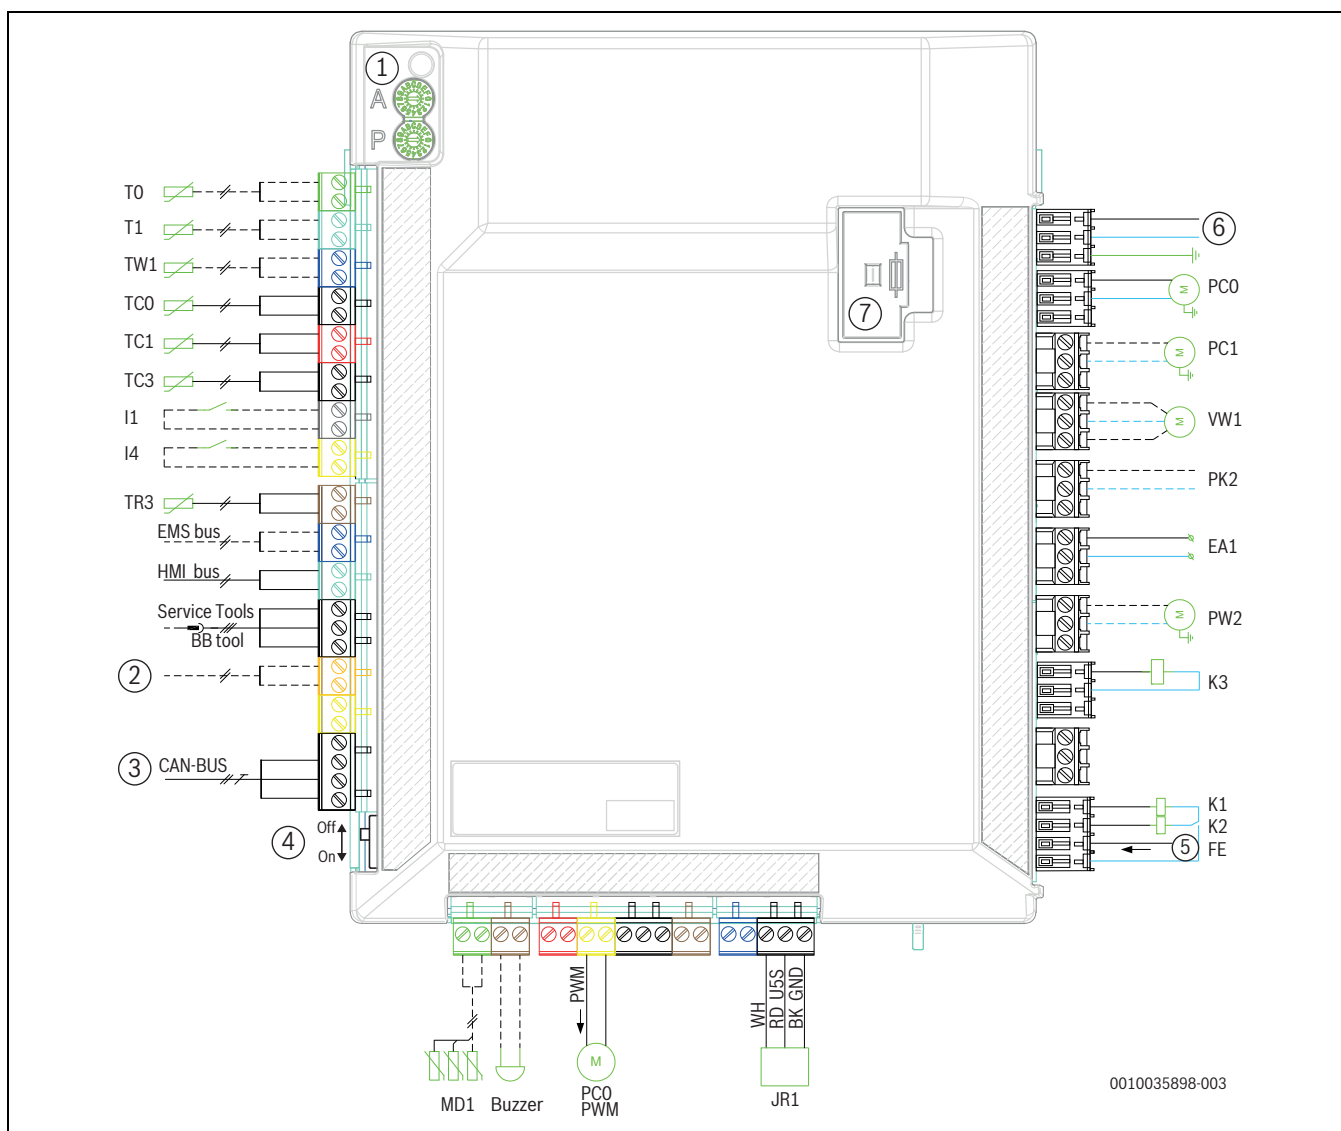 1
A
P
T0
T1
TW1
TC0
TC1
TC3
I1
I4
TR3
EMS bus
HMI bus
Service Tools
BB tool
2
3 CAN-BUS
4 Off
On
6
PC0
M
PC1
M
VW1
M
PK2
EA1
PW2
M
K3
K1
K2
5 FE
7
PWM
WH
RD U5S
BK GND
M
MD1
Buzzer
PC0
PWM
JR1
0010035898-003